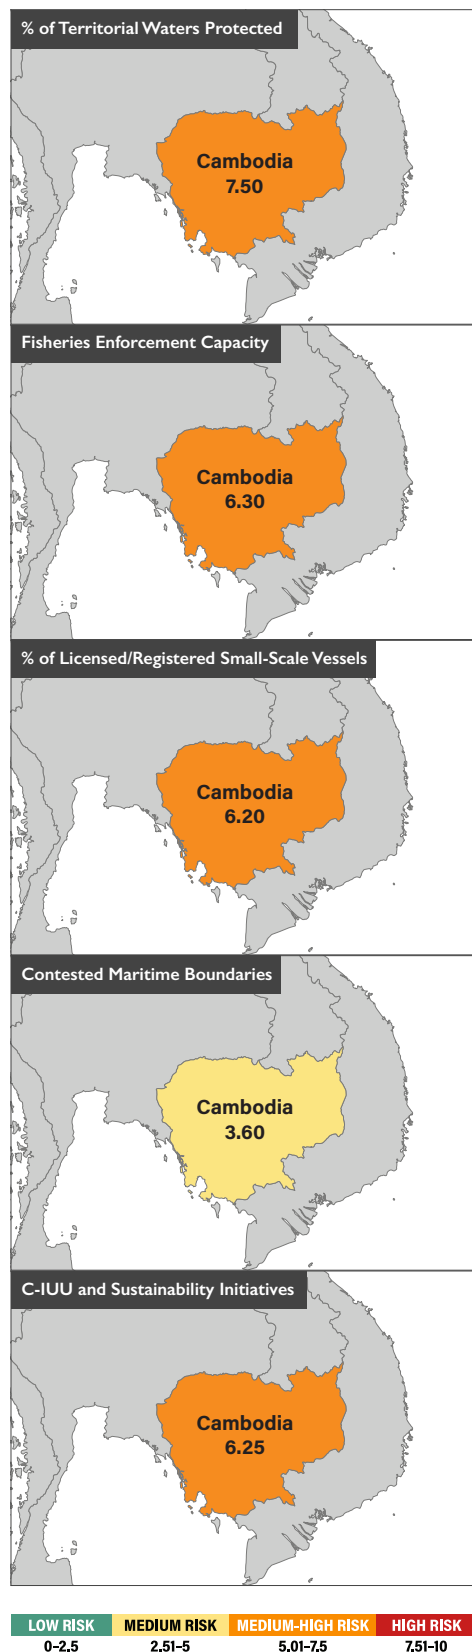 % of Territorial Waters Protected
Cambodia
7.50
Fisheries Enforcement Capacity
Cambodia
6.30
% of Licensed/Registered Small-Scale Vessels
Cambodia
6.20
Contested Maritime Boundaries
Cambodia
3.60
C-IUU and Sustainability Initiatives
Cambodia
6.25
LOW RISK MEDIUM RISK MEDIUM-HIGH RISK HIGH RISK
0–2.5 2.51–5 5.01–7.5 7.51–10